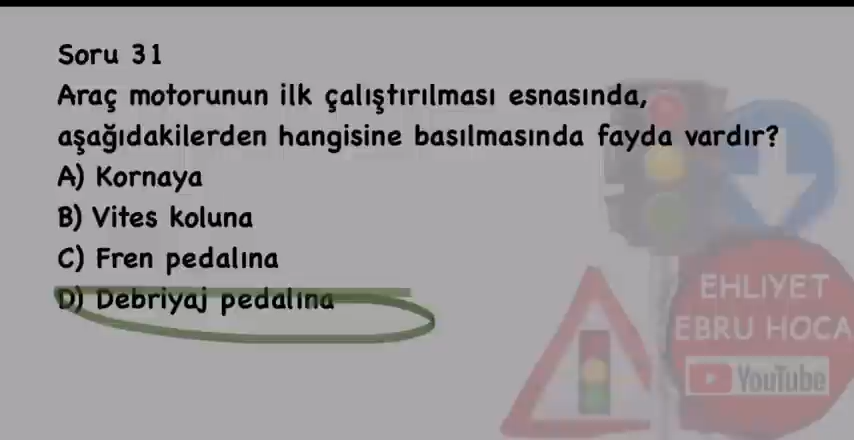 Soru 31
Araç motorunun ilk çalıştırılması esnasında,
aşağıdakilerden hangisine basılmasında fayda vardır?
A) Kornaya
B) Vites koluna
C) Fren pedalına
D) Debriyaj pedalına
EHLIYET
EBRU HOCA
YouTube